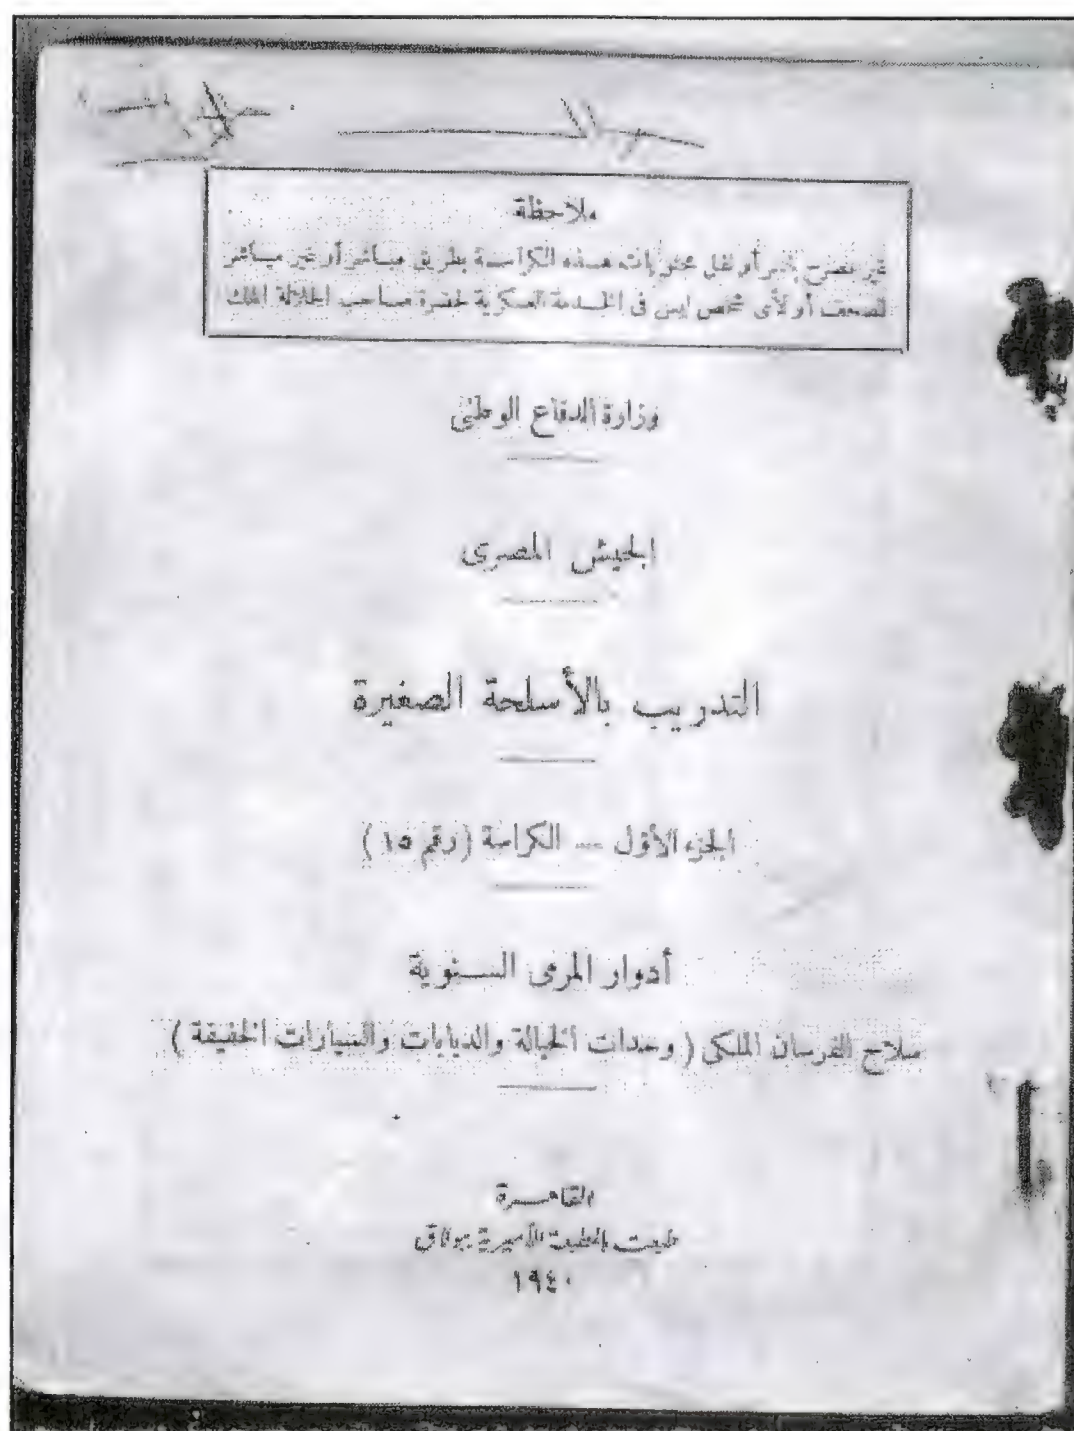 ملاحظة
غير مصرح بنشر أو نقل محتويات هذه الكراسة بطريق مباشر أو غير مباشر
للصحف أو لأى شخص ليس فى الخدمة العسكرية لحضرة صاحب الجلالة الملك
وزارة الدفاع الوطنى
الجيش المصرى
التدريب بالأسلحة الصغيرة
الجزء الأول — الكراسة (رقم ١٥)
أدوار المرمى السنوية
سلاح الفرسان الملكى (وحدات الخيالة والدبابات والسيارات الخفيفة)
القاهرة
طبعت بالمطبعة الأميرية ببولاق
١٩٤٠